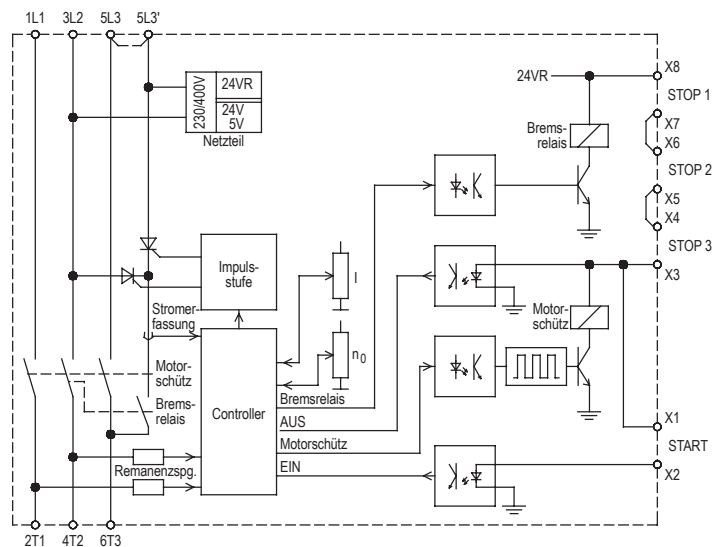 1L1 3L2 5L3 5L3'
230/400V
24VR
24V
5V
Netzteil
24VR
X8
STOP 1
X7
X6
Brems-
relais
STOP 2
X5
X4
STOP 3
X3
Impuls-
stufe
I
Stromer-
fassung
n0
Motor-
schütz
Motor-
schütz
Brems-
relais
Controller
Bremsrelais
AUS
Motorschütz
EIN
Remanenzspg.
X1
START
X2
2T1 4T2 6T3